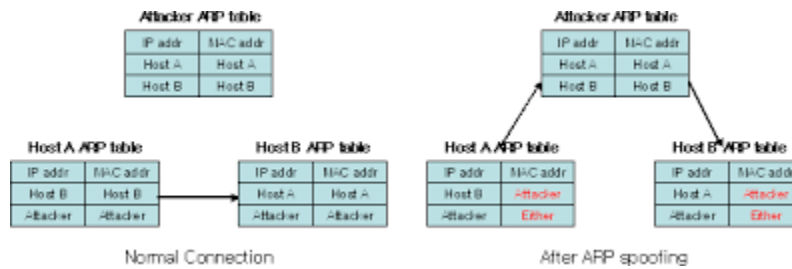 Attacker ARP table
IP addr MAC addr
Host A Host A
Host B Host B
Host A ARP table
IP addr MAC addr
Host B Host B
Attacker Attacker
Host B ARP table
IP addr MAC addr
Host A Host A
Attacker Attacker
Normal Connection
Attacker ARP table
IP addr MAC addr
Host A Host A
Host B Host B
Host A ARP table
IP addr MAC addr
Host B Attacker
Attacker Either
Host B ARP table
IP addr MAC addr
Host A Attacker
Attacker Either
After ARP spoofing